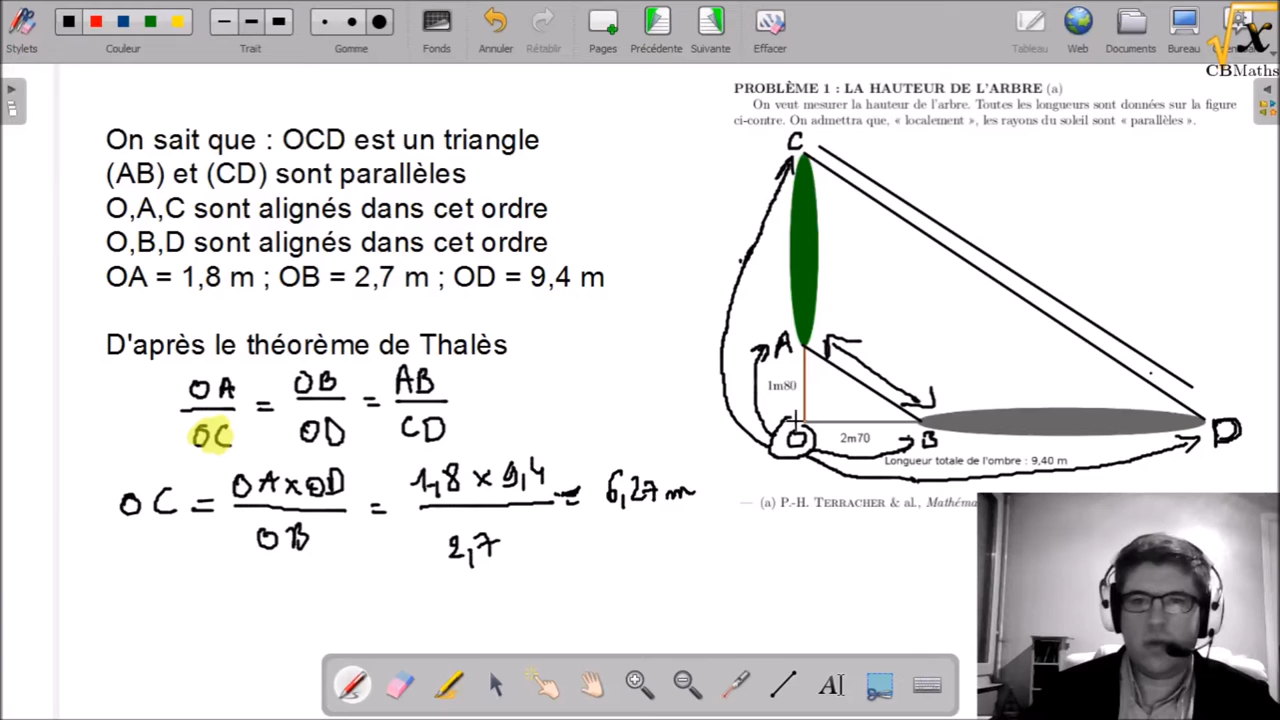 Stylets Couleur Trait Gomme Fonds Annuler Rétablir Pages Précédente Suivante Effacer Tableau Web Documents Bureau
√x
CBMaths
PROBLÈME 1 : LA HAUTEUR DE L'ARBRE (a)
On veut mesurer la hauteur de l'arbre. Toutes les longueurs sont données sur la figure
ci-contre. On admettra que, « localement », les rayons du soleil sont « parallèles ».
On sait que : OCD est un triangle
(AB) et (CD) sont parallèles
O,A,C sont alignés dans cet ordre
O,B,D sont alignés dans cet ordre
OA = 1,8 m ; OB = 2,7 m ; OD = 9,4 m
D'après le théorème de Thalès
OA/OC = OB/OD = AB/CD
OC = OA×OD/OB = 1,8 × 9,4/2,7 = 6,27 m
C
A
1m80
O
2m70
B
D
Longueur totale de l'ombre : 9,40 m
— (a) P.-H. TERRACHER & al., Mathéma
AI